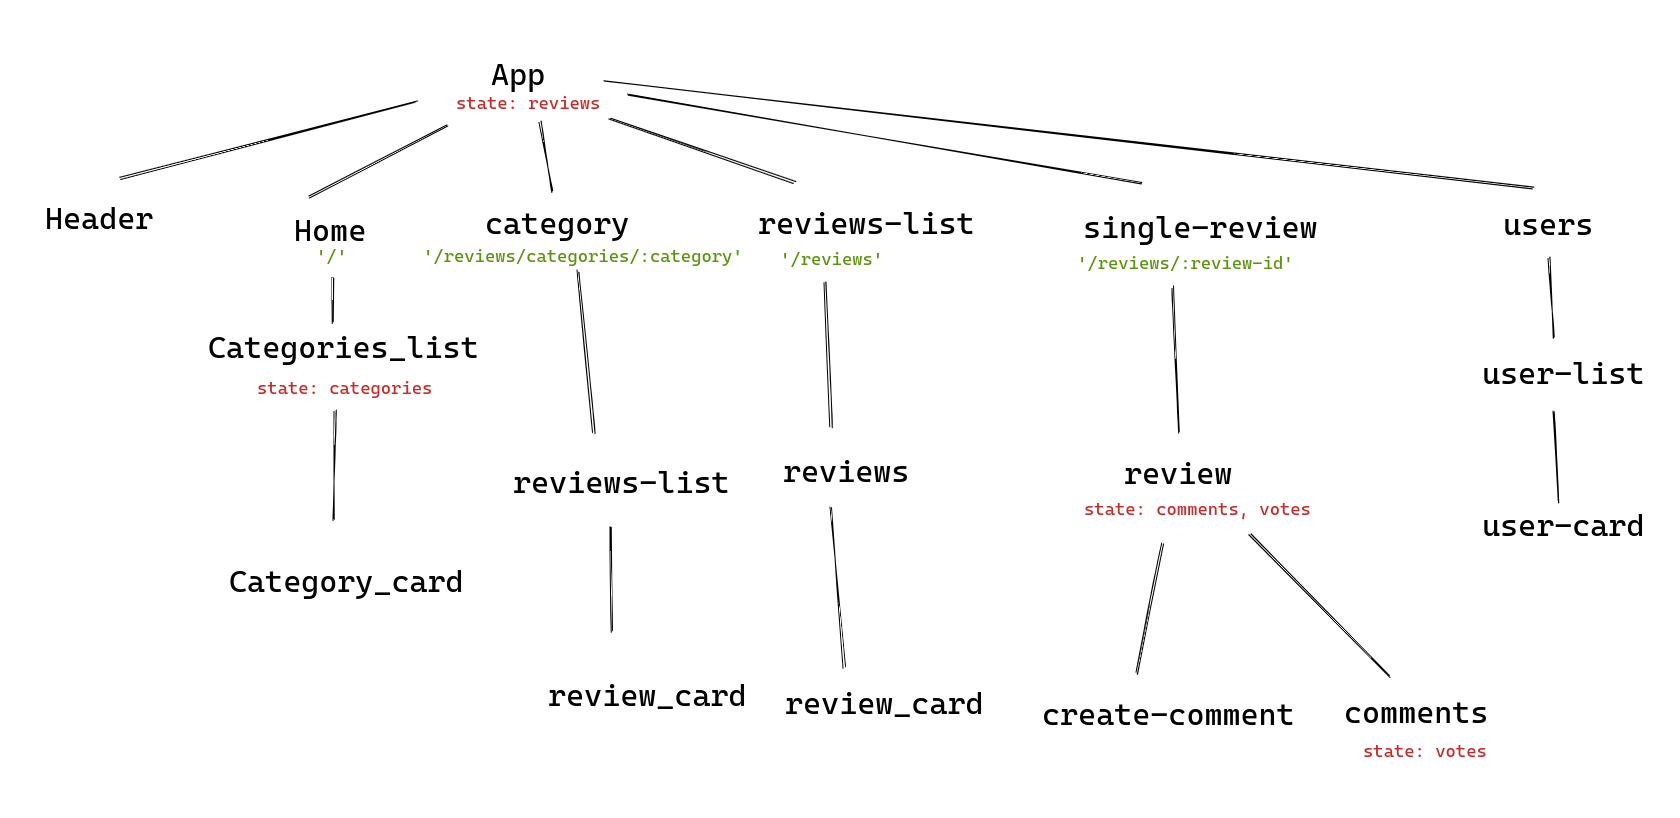 App
state: reviews
Header
Home
'/'
category
'/reviews/categories/:category'
reviews-list
'/reviews'
single-review
'/reviews/:review-id'
users
Categories_list
state: categories
user-list
reviews-list
reviews
review
state: comments, votes
user-card
Category_card
review_card
review_card
create-comment
comments
state: votes